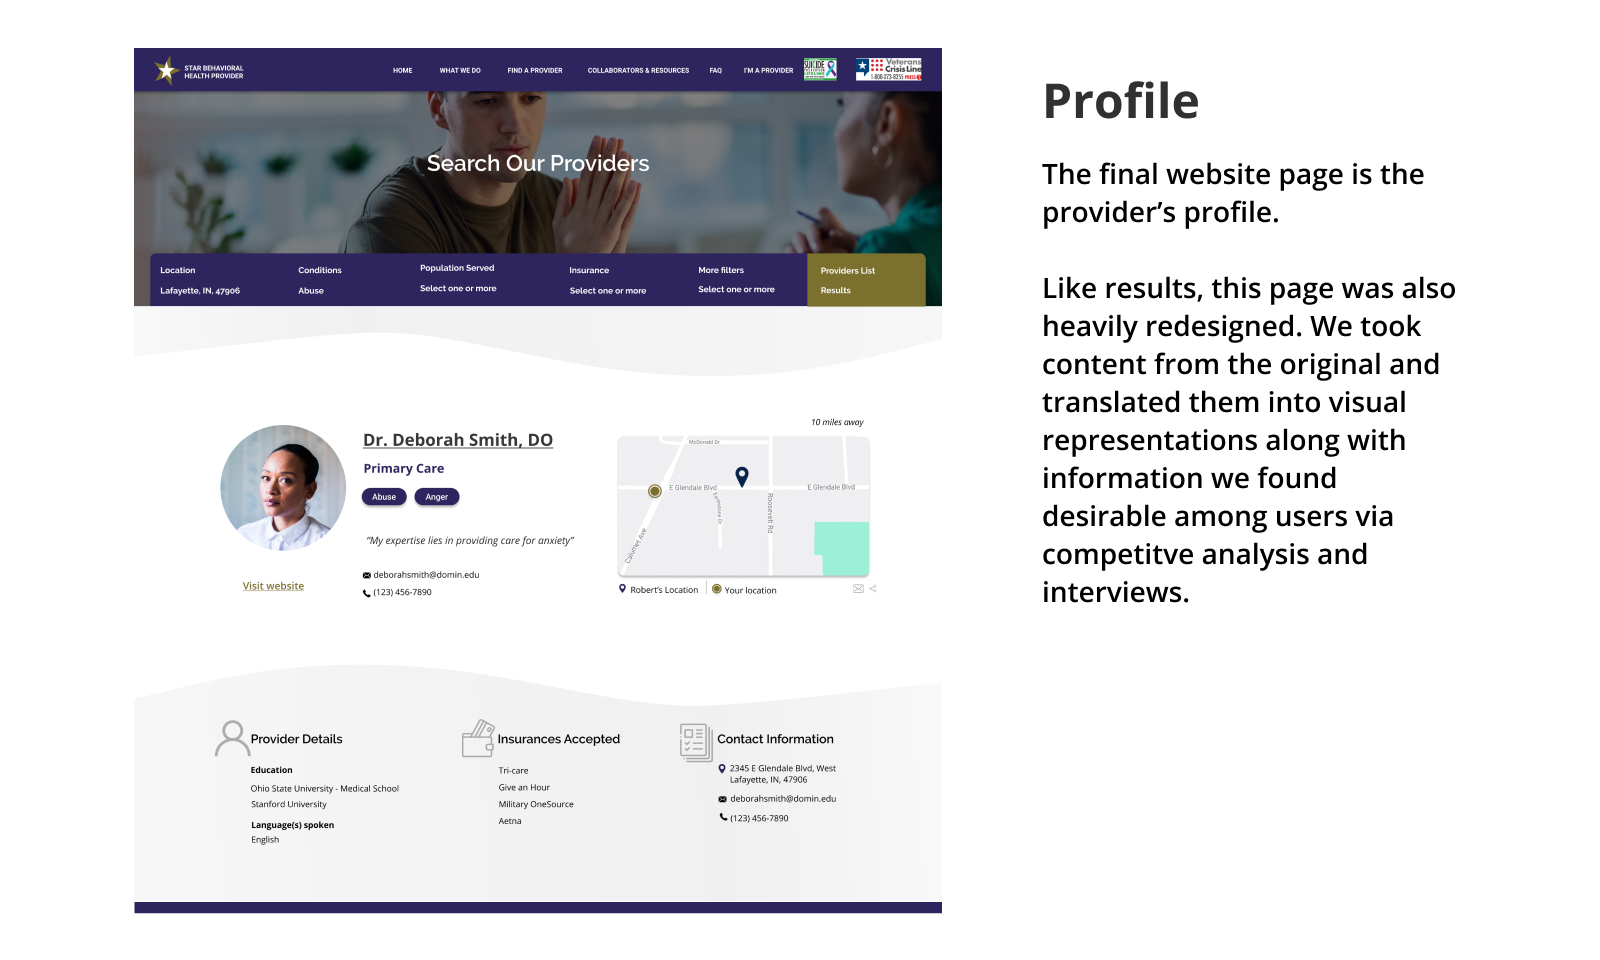 STAR BEHAVIORAL
HEALTH PROVIDER
HOME WHAT WE DO FIND A PROVIDER COLLABORATORS & RESOURCES FAQ I'M A PROVIDER
SUICIDE
LIFELINE
Veterans
Crisis Line
1-800-273-8255 PRESS 1
Search Our Providers
Location Conditions Population Served Insurance More filters Providers List
Lafayette, IN, 47906 Abuse Select one or more Select one or more Select one or more Results
10 miles away
Dr. Deborah Smith, DO
Primary Care
Abuse Anger
“My expertise lies in providing care for anxiety”
deborahsmith@domin.edu
(123) 456-7890
Visit website
McDonald Dr
E Glendale Blvd
E Glendale Blvd
Roosevelt Rd
Calumet Ave
Robert's Location Your location
Provider Details
Education
Ohio State University - Medical School
Stanford University
Language(s) spoken
English
Insurances Accepted
Tri-care
Give an Hour
Military OneSource
Aetna
Contact Information
2345 E Glendale Blvd, West
Lafayette, IN, 47906
deborahsmith@domin.edu
(123) 456-7890
Profile
The final website page is the
provider’s profile.
Like results, this page was also
heavily redesigned. We took
content from the original and
translated them into visual
representations along with
information we found
desirable among users via
competitve analysis and
interviews.